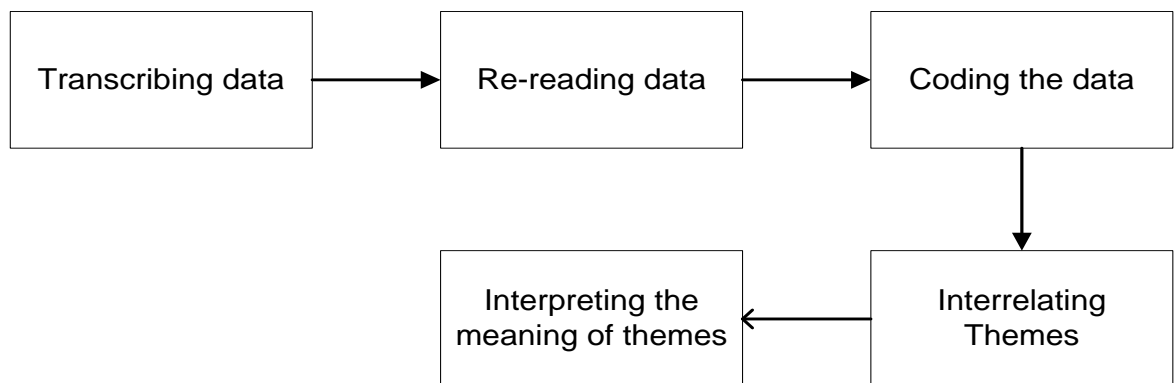 Transcribing data
Re-reading data
Coding the data
Interrelating
Themes
Interpreting the
meaning of themes